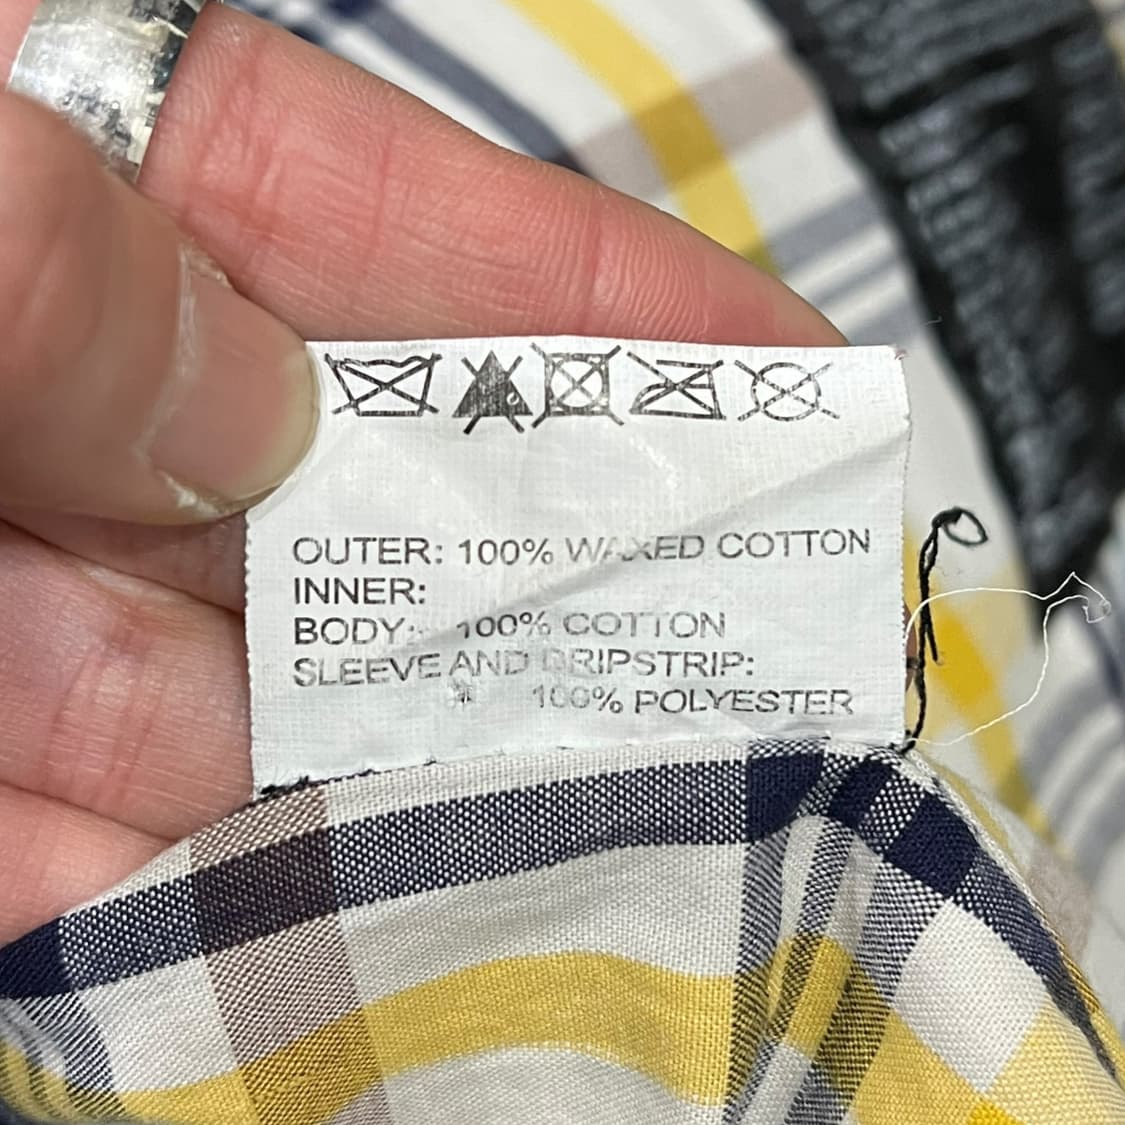 OUTER: 100% WAXED COTTON
INNER:
BODY: 100% COTTON
SLEEVE AND DRIPSTRIP:
100% POLYESTER